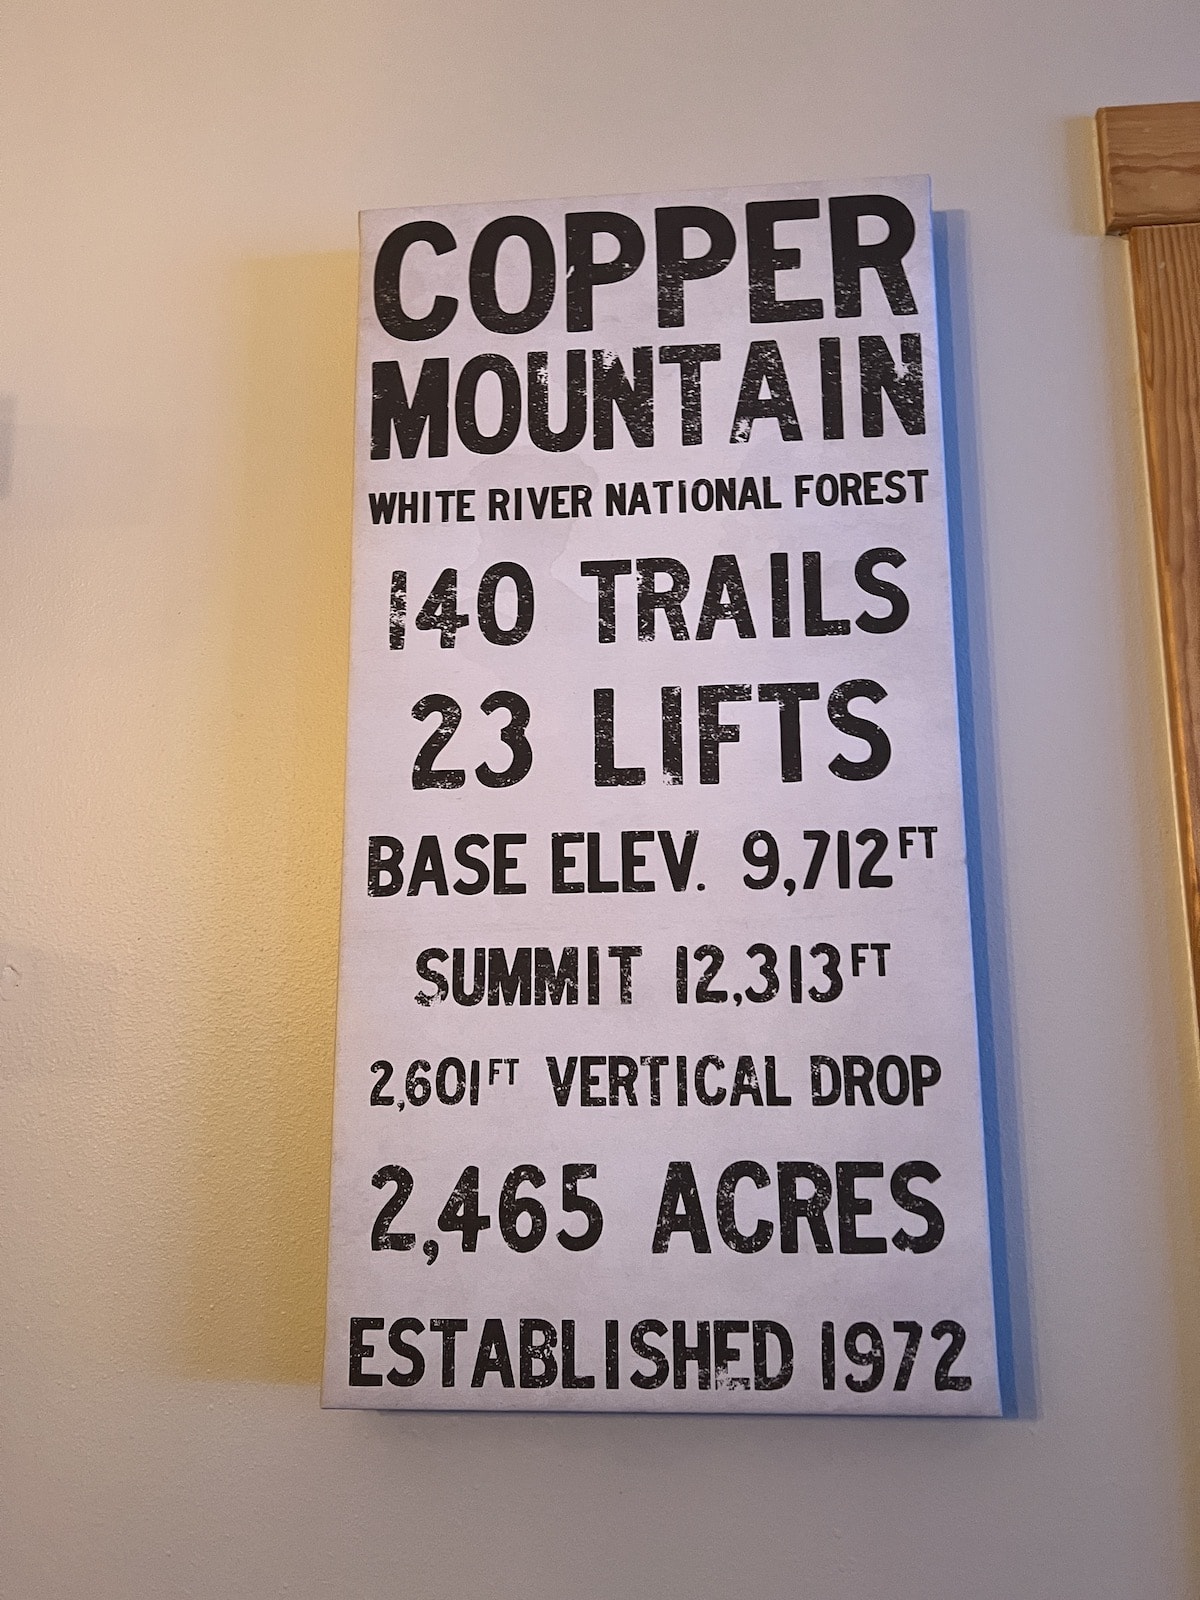 COPPER
MOUNTAIN
WHITE RIVER NATIONAL FOREST
140 TRAILS
23 LIFTS
BASE ELEV. 9,712FT
SUMMIT 12,313FT
2,601FT VERTICAL DROP
2,465 ACRES
ESTABLISHED 1972